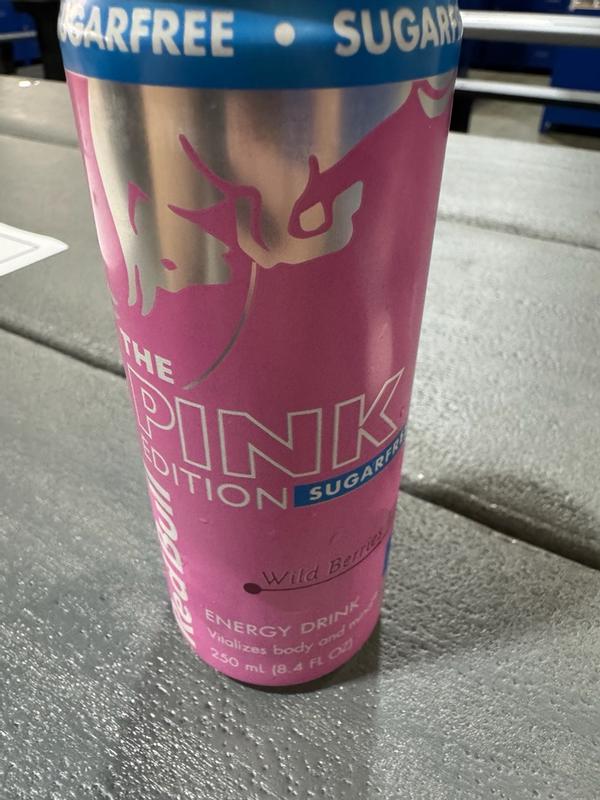 UGARFREE • SUGARF
THE
PINK
EDITION
SUGARFREE
Red Bull
Wild Berries
ENERGY DRINK
Vitalizes body and mind.
250 mL (8.4 FL OZ)